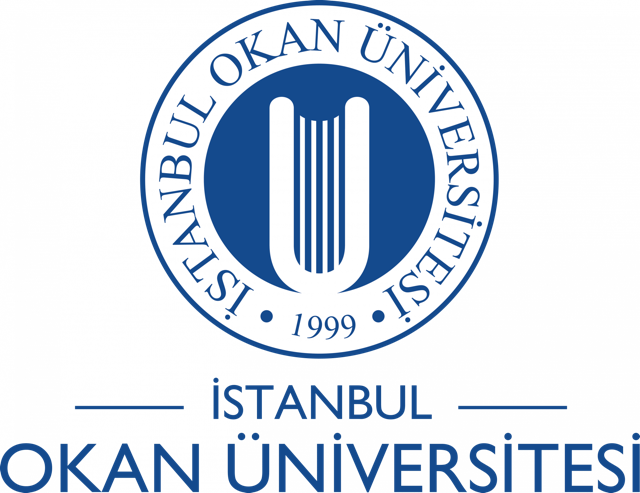 İSTANBUL OKAN ÜNİVERSİTESİ
• 1999 •
İSTANBUL
OKAN ÜNİVERSİTESİ